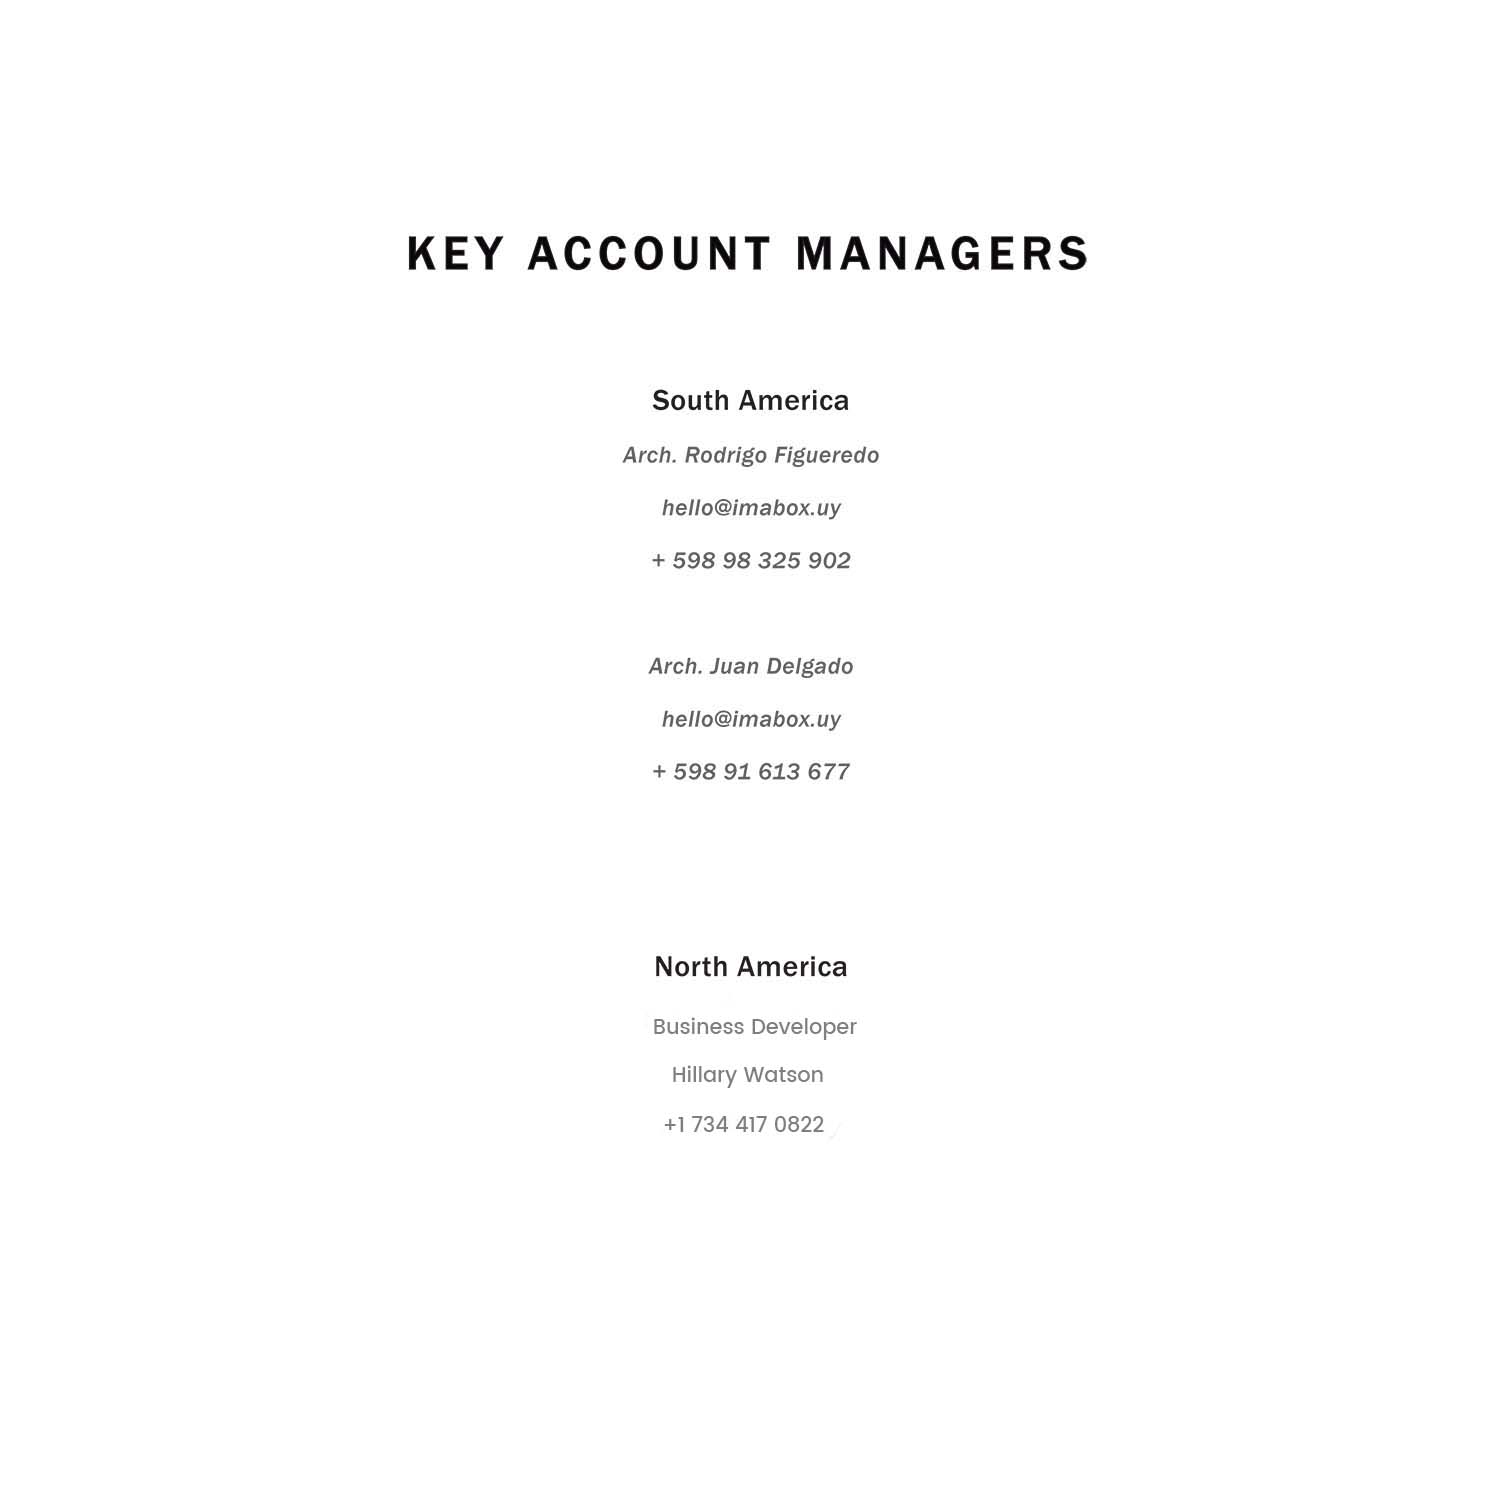 KEY ACCOUNT MANAGERS
South America
Arch. Rodrigo Figueredo
hello@imabox.uy
+ 598 98 325 902
Arch. Juan Delgado
hello@imabox.uy
+ 598 91 613 677
North America
Business Developer
Hillary Watson
+1 734 417 0822